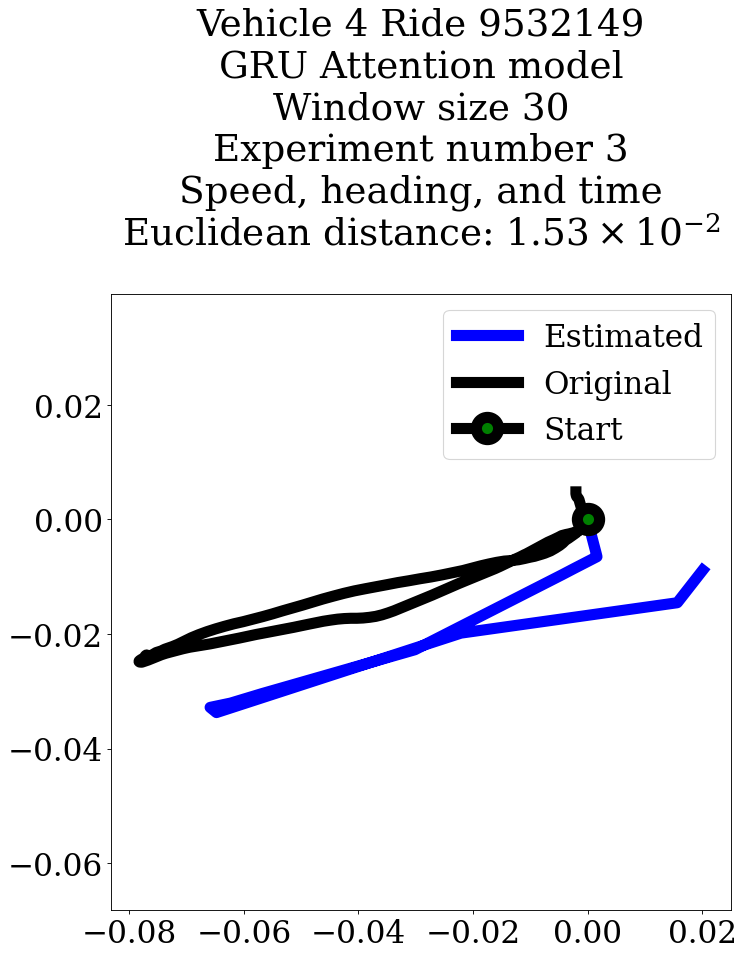 Vehicle 4 Ride 9532149
GRU Attention model
Window size 30
Experiment number 3
Speed, heading, and time
Euclidean distance: 1.53 × 10⁻²
Estimated
Original
Start
0.02
0.00
−0.02
−0.04
−0.06
−0.08 −0.06 −0.04 −0.02 0.00 0.02